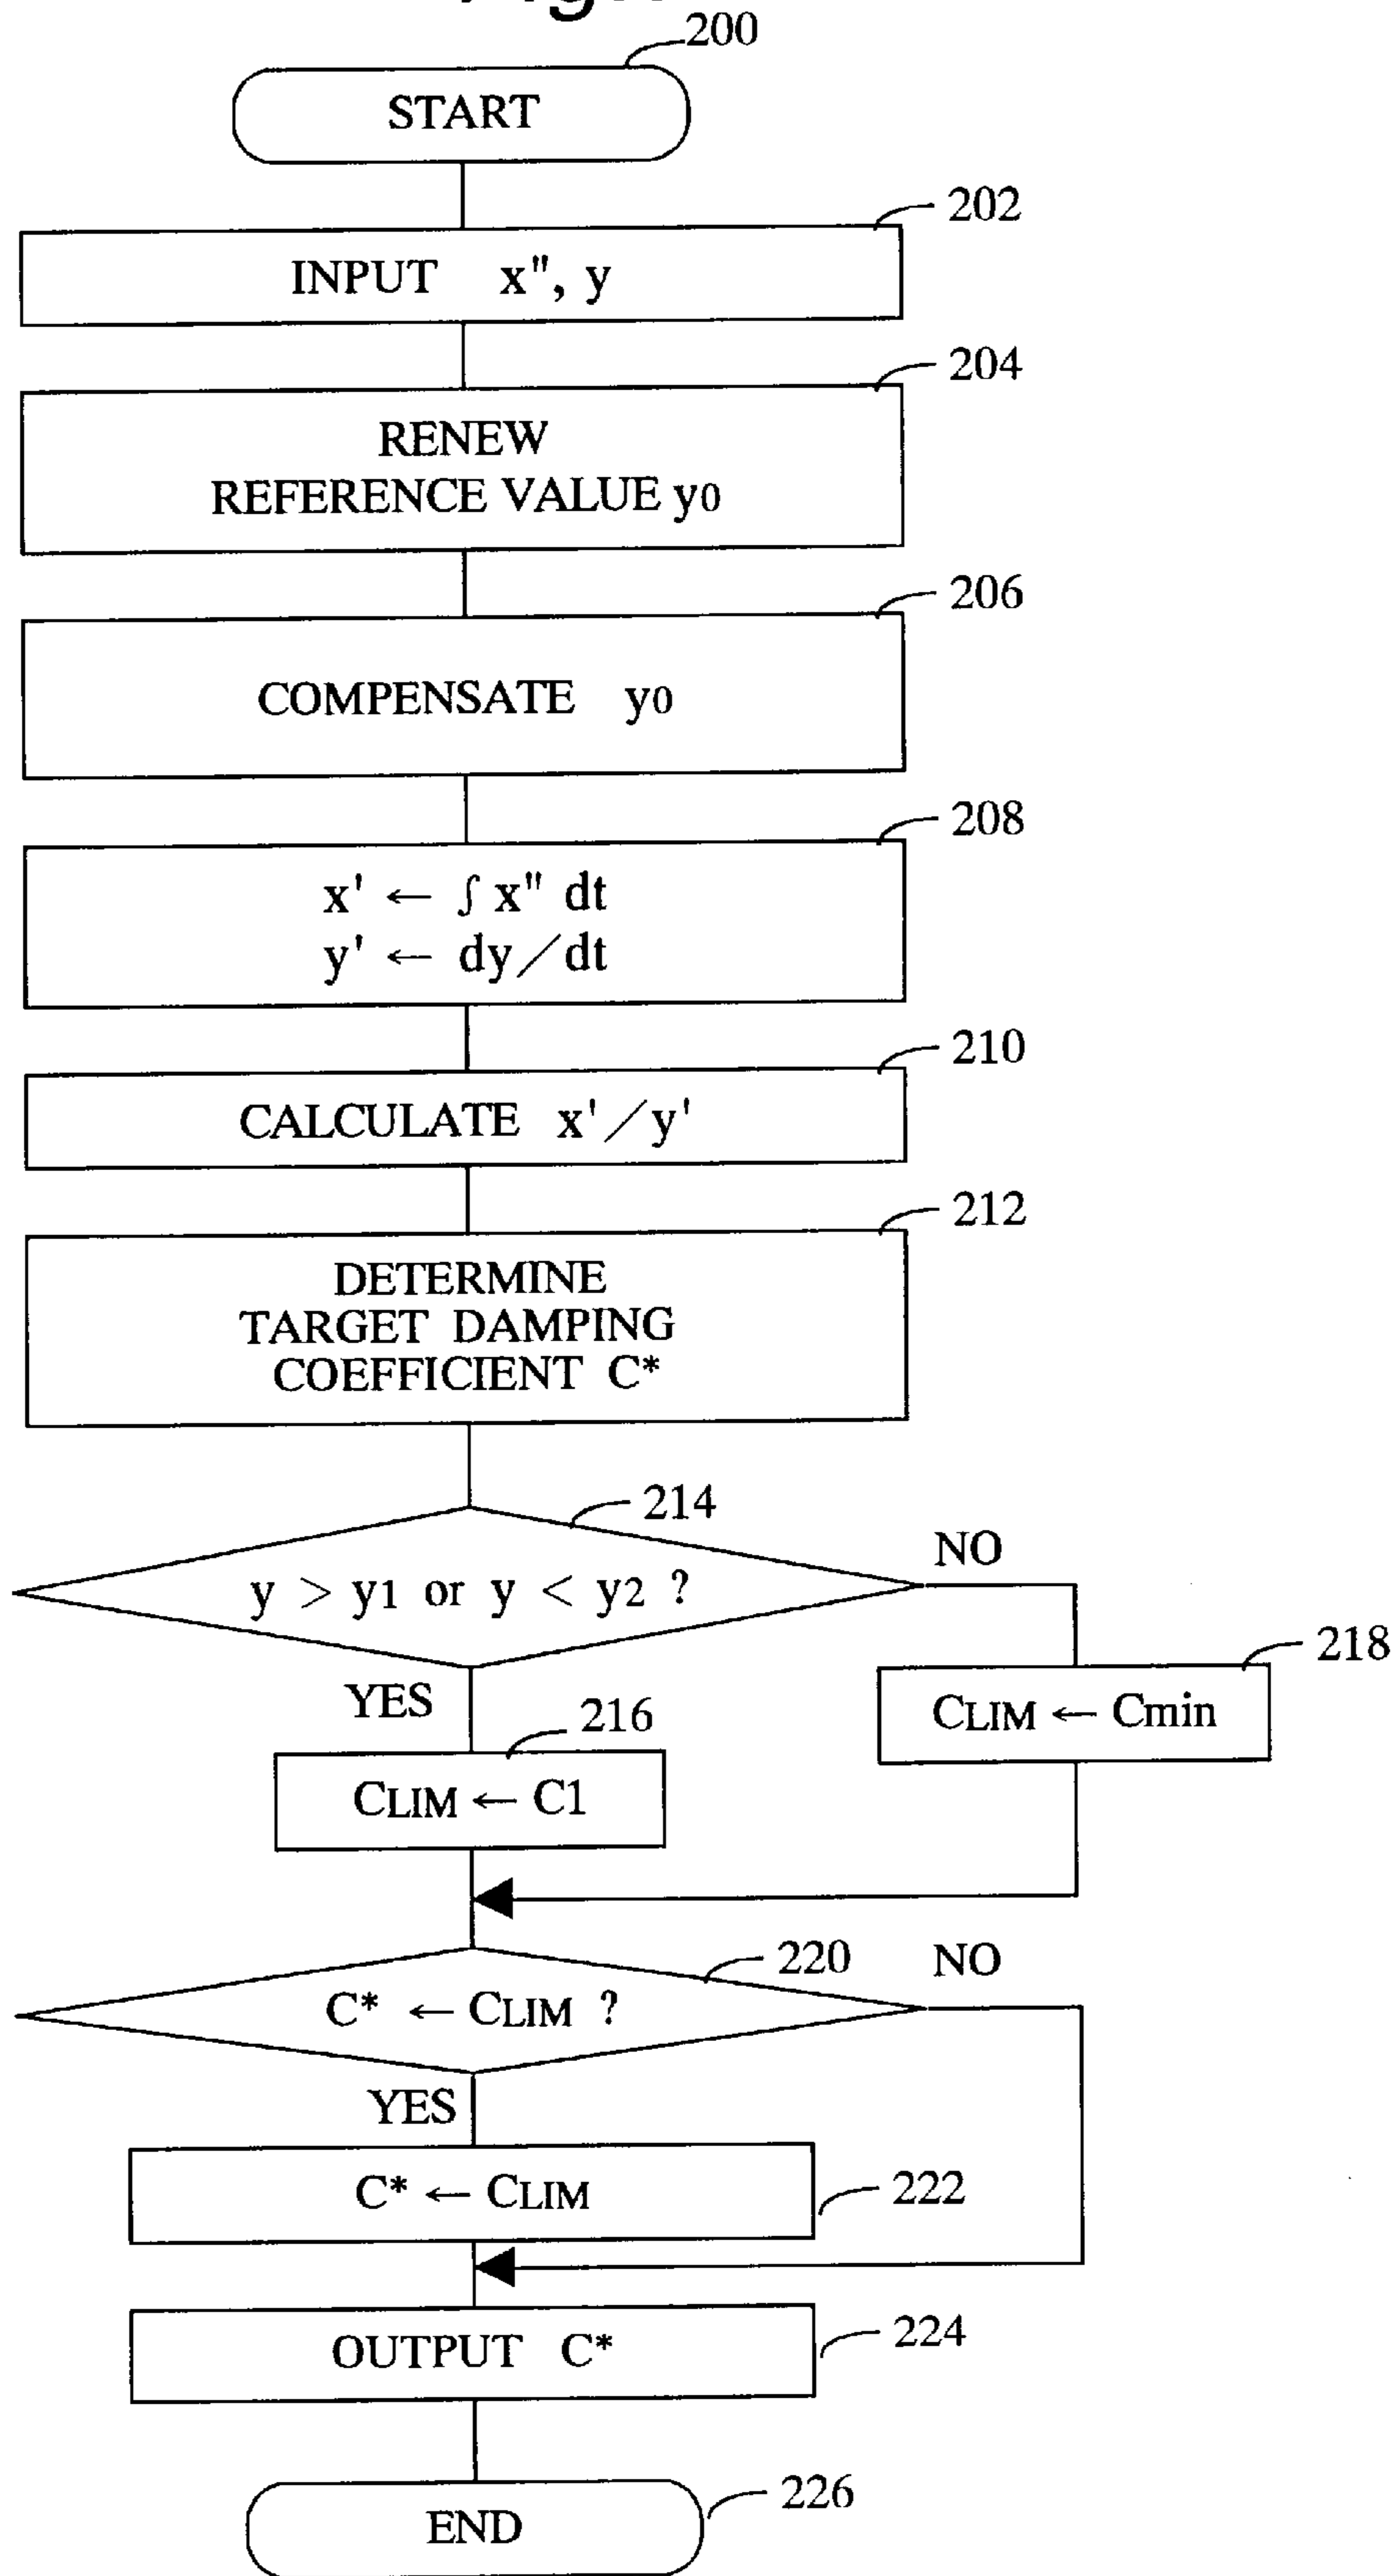 200
START
202
INPUT x", y
204
RENEW
REFERENCE VALUE y0
206
COMPENSATE y0
208
x' ← ∫ x" dt
y' ← dy/dt
210
CALCULATE x'/y'
212
DETERMINE
TARGET DAMPING
COEFFICIENT C*
214
NO
y > y1 or y < y2 ?
218
YES
CLIM ← Cmin
216
CLIM ← C1
220
NO
C* ← CLIM ?
YES
C* ← CLIM
222
OUTPUT C*
224
226
END